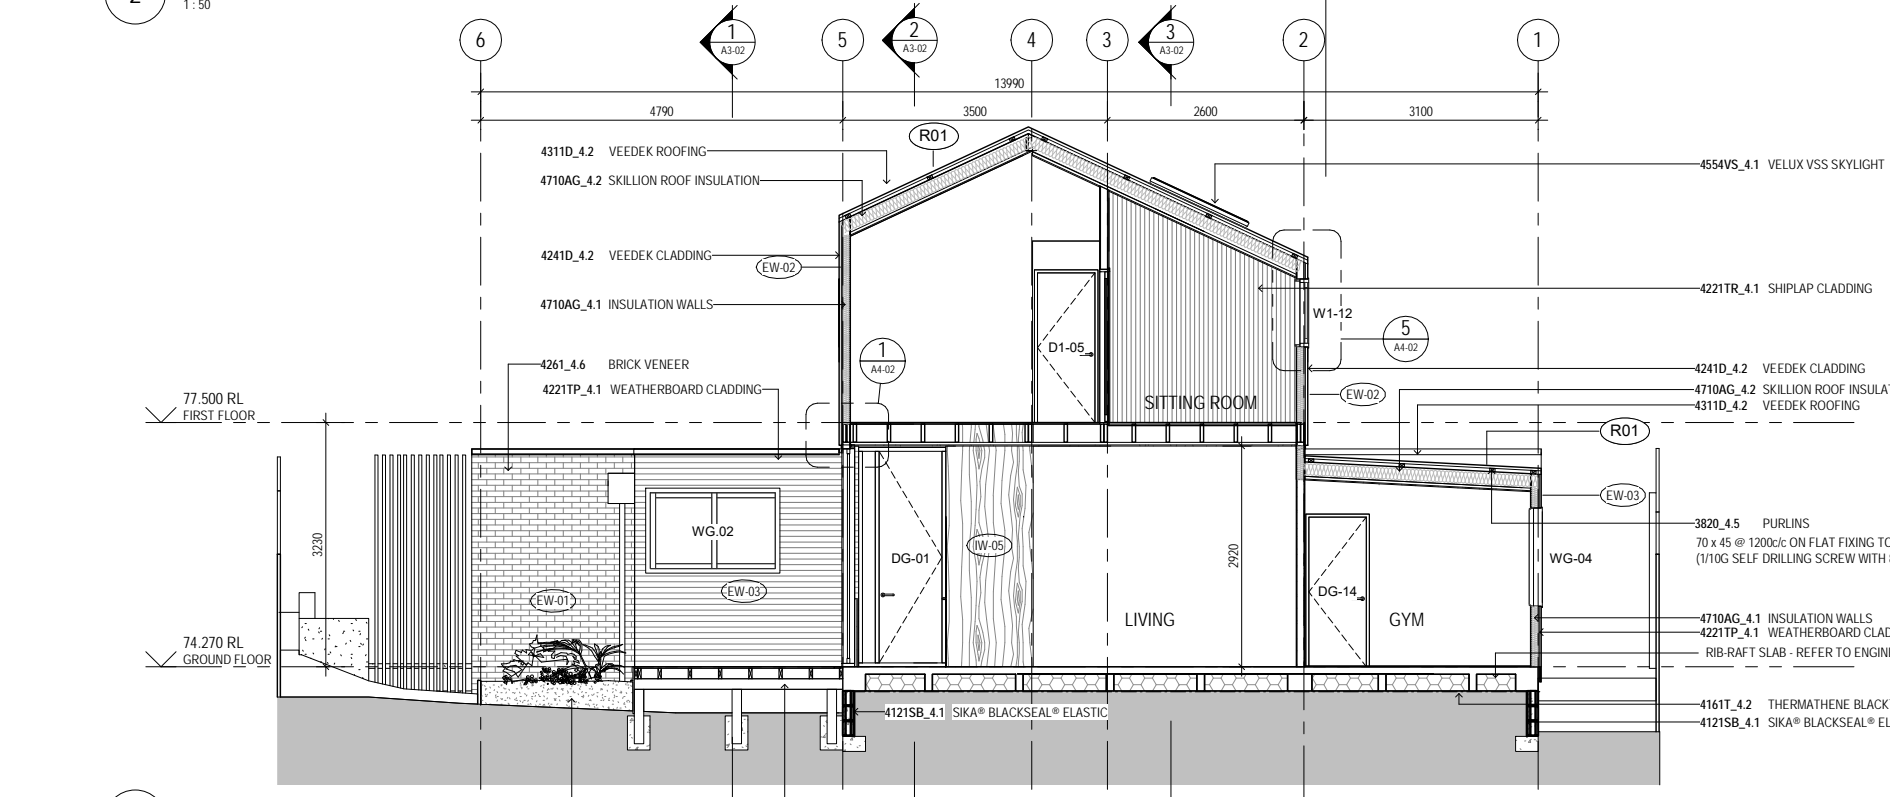 2
1 : 50
6
1
A3-02
5
2
A3-02
4
3
3
A3-02
2
1
13990
4790
3500
2600
3100
R01
4311D_4.2 VEEDEK ROOFING
4710AG_4.2 SKILLION ROOF INSULATION
4554VS_4.1 VELUX VSS SKYLIGHT
4241D_4.2 VEEDEK CLADDING
EW-02
4710AG_4.1 INSULATION WALLS
4221TR_4.1 SHIPLAP CLADDING
W1-12
5
A4-02
D1-05
1
A4-02
4261_4.6 BRICK VENEER
4221TP_4.1 WEATHERBOARD CLADDING
4241D_4.2 VEEDEK CLADDING
EW-02
4710AG_4.2 SKILLION ROOF INSULA
4311D_4.2 VEEDEK ROOFING
77.500 RL
FIRST FLOOR
SITTING ROOM
R01
EW-03
3820_4.5 PURLINS
70 x 45 @ 1200c/c ON FLAT FIXING TO
(1/10G SELF DRILLING SCREW WITH
3230
WG.02
DG-01
IW-05
2920
WG-04
EW-01
EW-03
DG-14
LIVING
GYM
4710AG_4.1 INSULATION WALLS
4221TP_4.1 WEATHERBOARD CLAD
RIB-RAFT SLAB - REFER TO ENGIN
74.270 RL
GROUND FLOOR
4161T_4.2 THERMATHENE BLACK
4121SB_4.1 SIKA® BLACKSEAL® ELASTIC
4121SB_4.1 SIKA® BLACKSEAL® EL